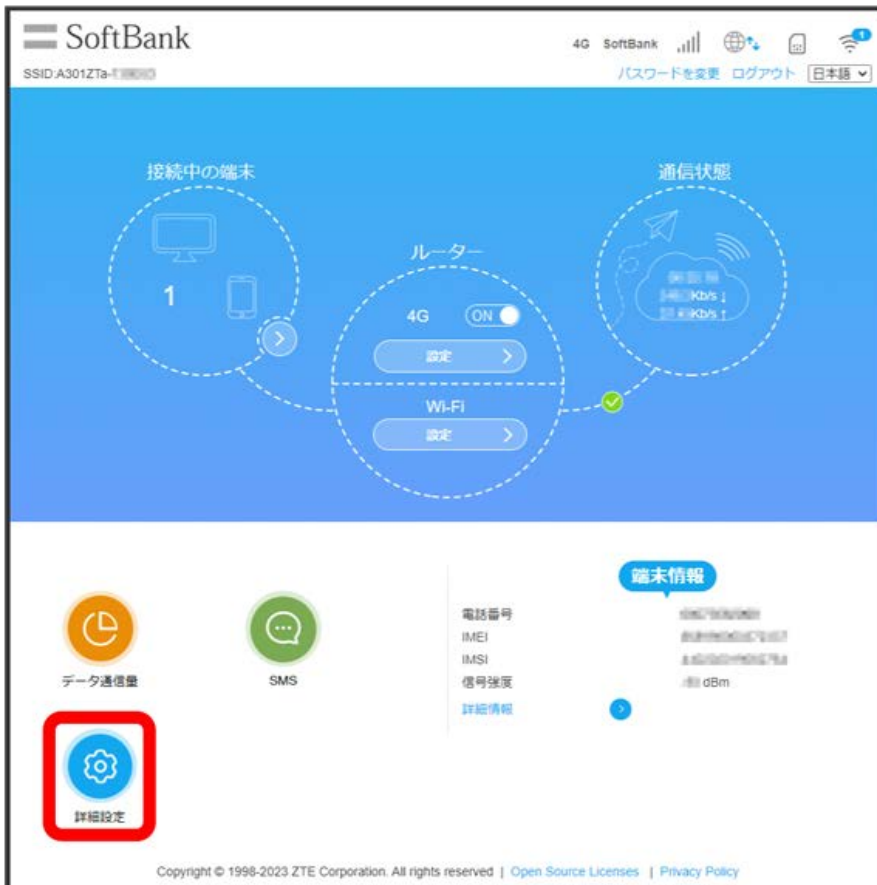 SoftBank
4G SoftBank
1
SSID:A301ZTa-
パスワードを変更 ログアウト 日本語
接続中の端末
通信状態
ルーター
1
4G ON
設定
Kb/s ↓
Kb/s ↑
Wi-Fi
設定
端末情報
電話番号
IMEI
IMSI
信号強度 dBm
詳細情報
データ通信量
SMS
詳細設定
Copyright © 1998-2023 ZTE Corporation. All rights reserved | Open Source Licenses | Privacy Policy